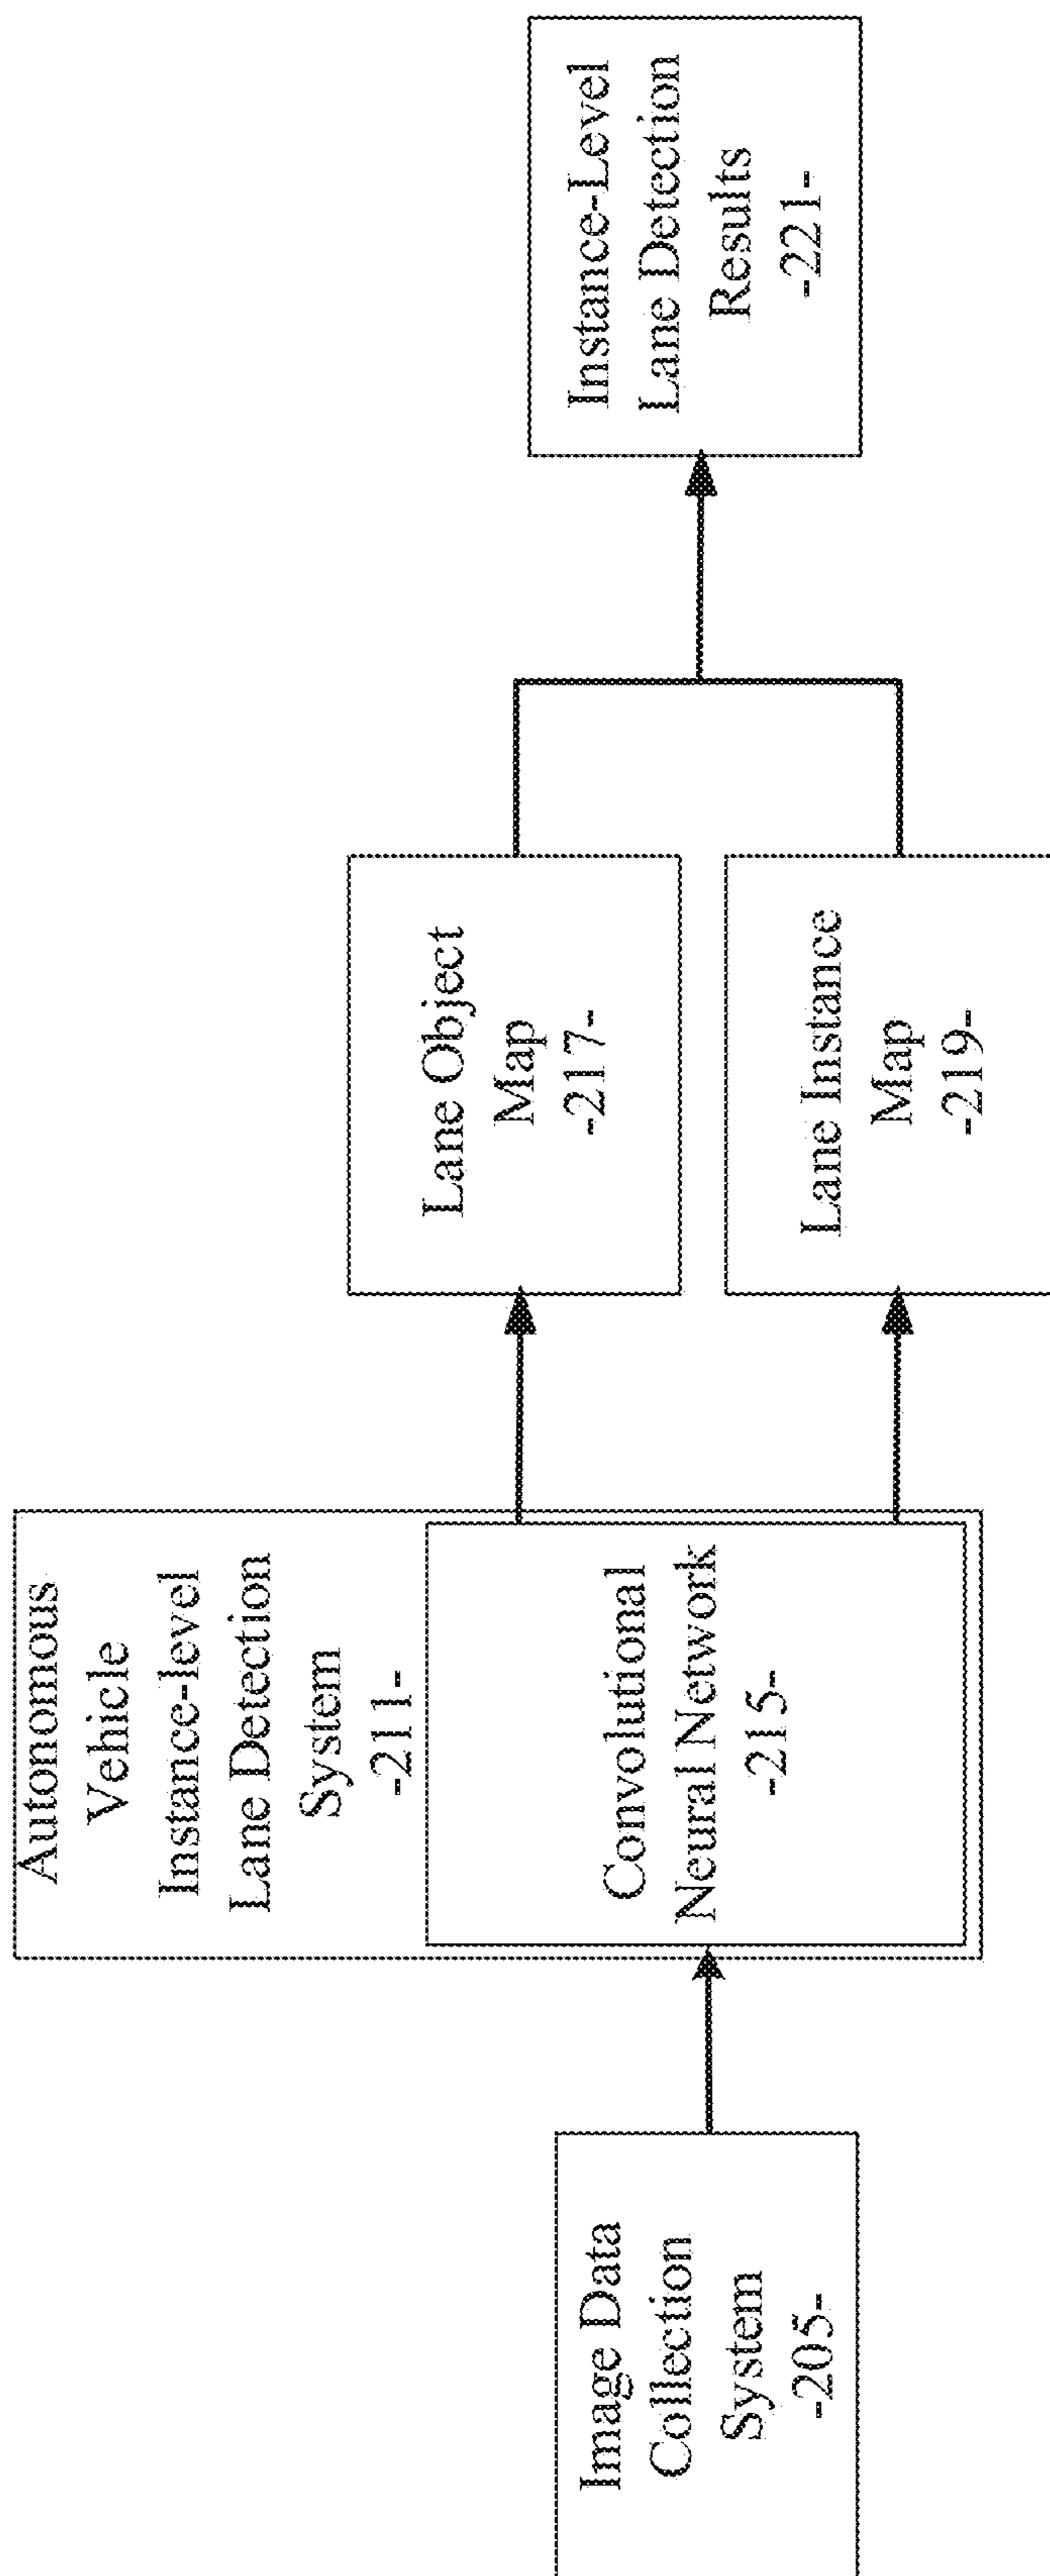 Image Data
Collection
System
-205-
Autonomous
Vehicle
Instance-level
Lane Detection
System
-211-
Convolutional
Neural Network
-215-
Lane Object
Map
-217-
Lane Instance
Map
-219-
Instance-Level
Lane Detection
Results
-221-